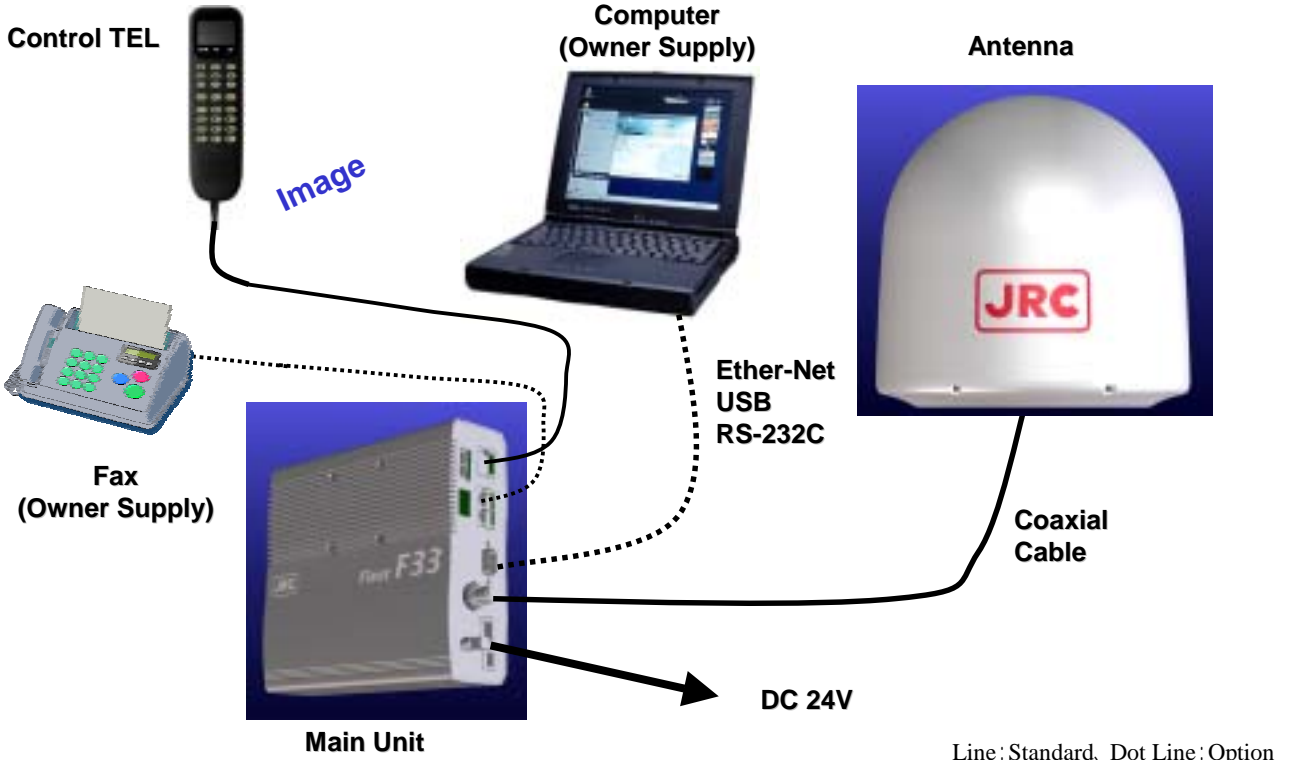 Control TEL
Computer
(Owner Supply)
Antenna
Image
JRC
Ether-Net
USB
RS-232C
Fax
(Owner Supply)
Coaxial
Cable
JRC
Fleet F33
DC 24V
Main Unit
Line:Standard, Dot Line:Option